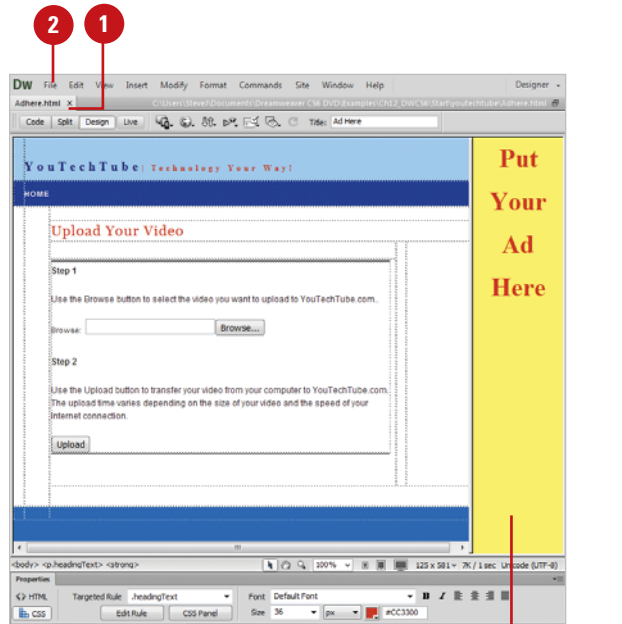 2 1
DW File Edit View Insert Modify Format Commands Site Window Help Designer
Adhere.html × C:\Users\SteveJ\Documents\Dreamweaver CS6 DVD\Examples\Ch12_DWCS6\Start\youtechtube\Adhere.html
Code Split Design Live Title: Ad Here
YouTechTube| Technology Your Way!
HOME
Upload Your Video
Step 1
Use the Browse button to select the video you want to upload to YouTechTube.com.
Browse: Browse...
Step 2
Use the Upload button to transfer your video from your computer to YouTechTube.com.
The upload time varies depending on the size of your video and the speed of your
Internet connection.
Upload
Put
Your
Ad
Here
<body> <p.headingText> <strong> 100% 125 x 581 7K / 1 sec Unicode (UTF-8)
Properties
<> HTML Targeted Rule .headingText Font Default Font B I
CSS Edit Rule CSS Panel Size 36 px #CC3300